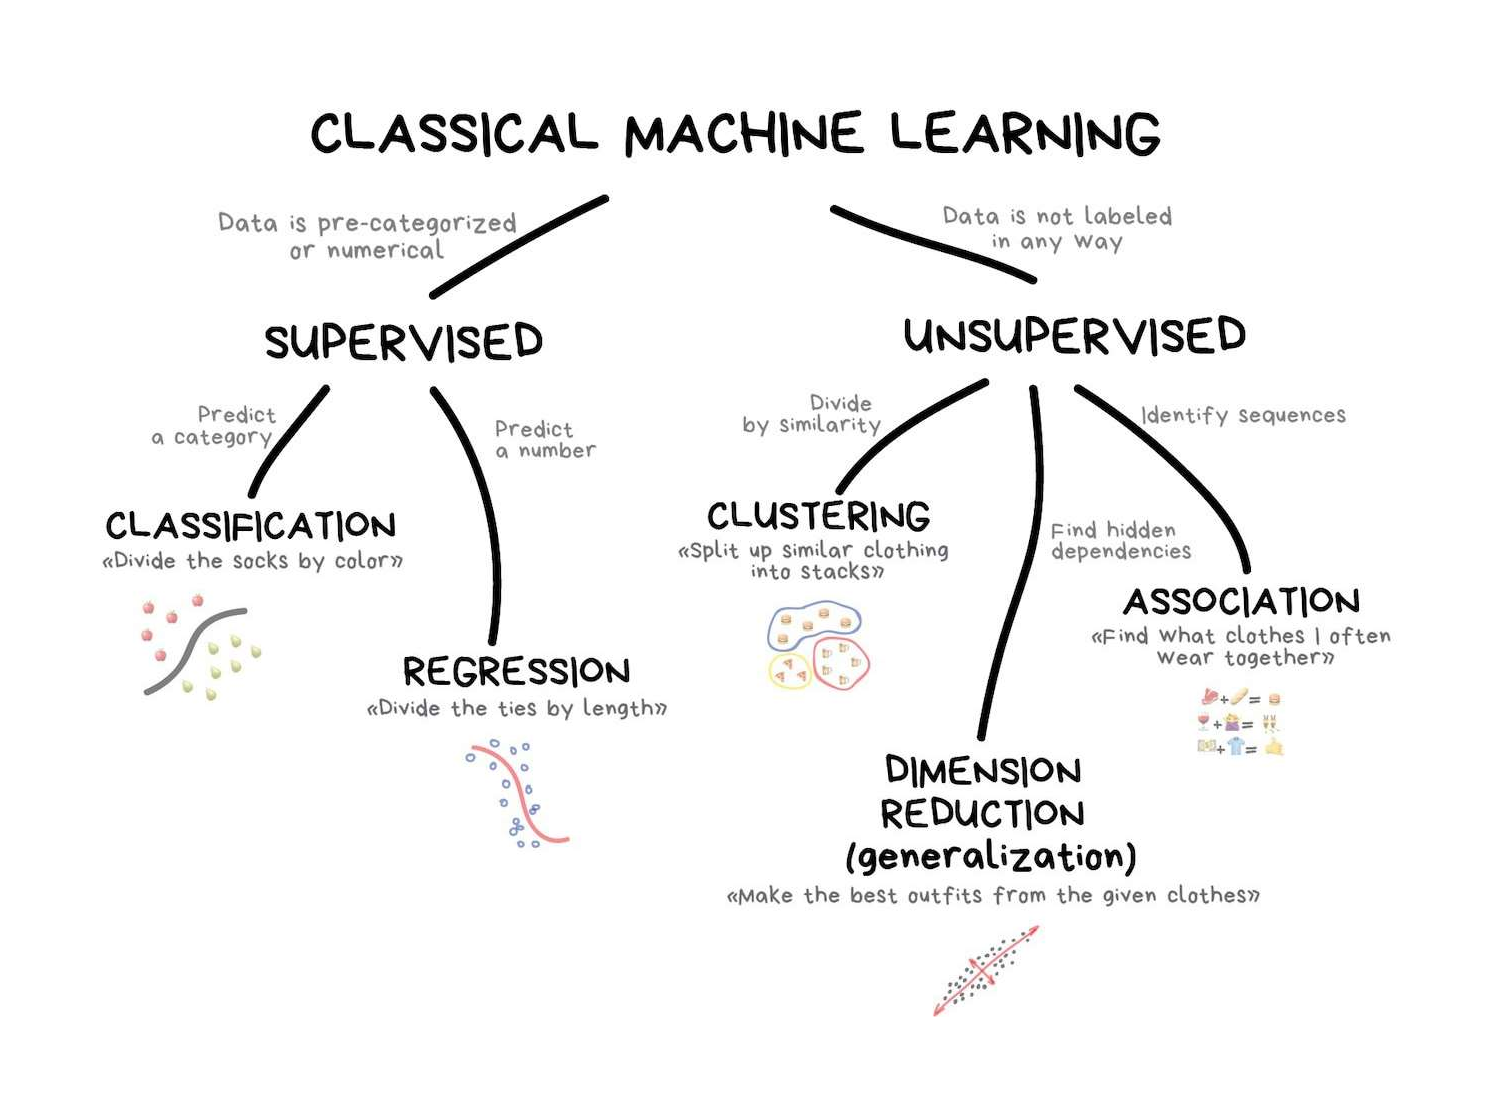 CLASSICAL MACHINE LEARNING
Data is pre-categorized
or numerical
Data is not labeled
in any way
SUPERVISED
UNSUPERVISED
Predict
a category
Predict
a number
Divide
by similarity
Identify sequences
CLASSIFICATION
«Divide the socks by color»
CLUSTERING
«Split up similar clothing
into stacks»
Find hidden
dependencies
ASSOCIATION
«Find what clothes I often
wear together»
REGRESSION
«Divide the ties by length»
+ =
+ =
+ =
DIMENSION
REDUCTION
(generalization)
«Make the best outfits from the given clothes»